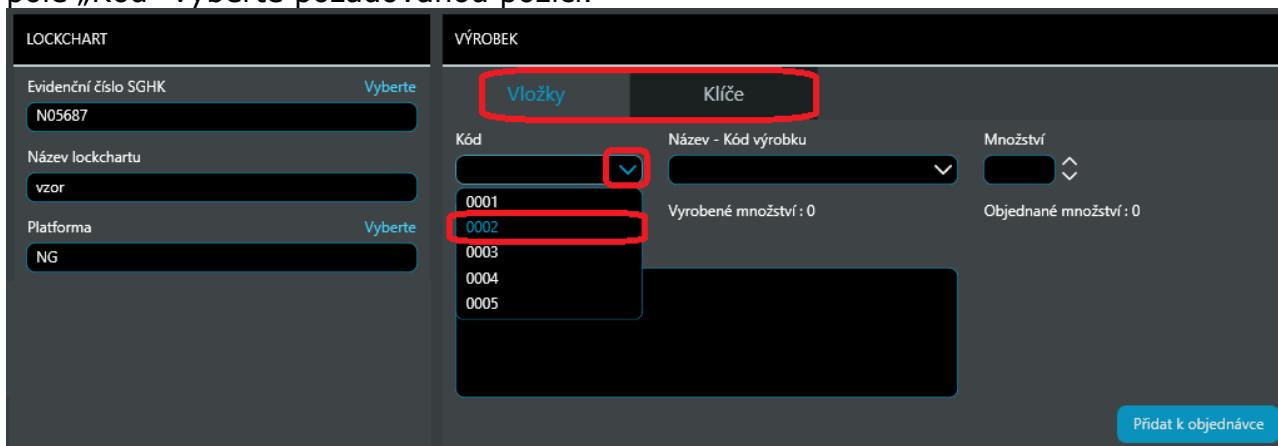 pole „Kód“ vyberte požadovanou pozici.
LOCKCHART
VÝROBEK
Evidenční číslo SGHK Vyberte
N05687
Název lockchartu
vzor
Platforma Vyberte
NG
Vložky Klíče
Kód Název - Kód výrobku Množství
0001
0002
0003
0004
0005
Vyrobené množství : 0 Objednané množství : 0
Přidat k objednávce